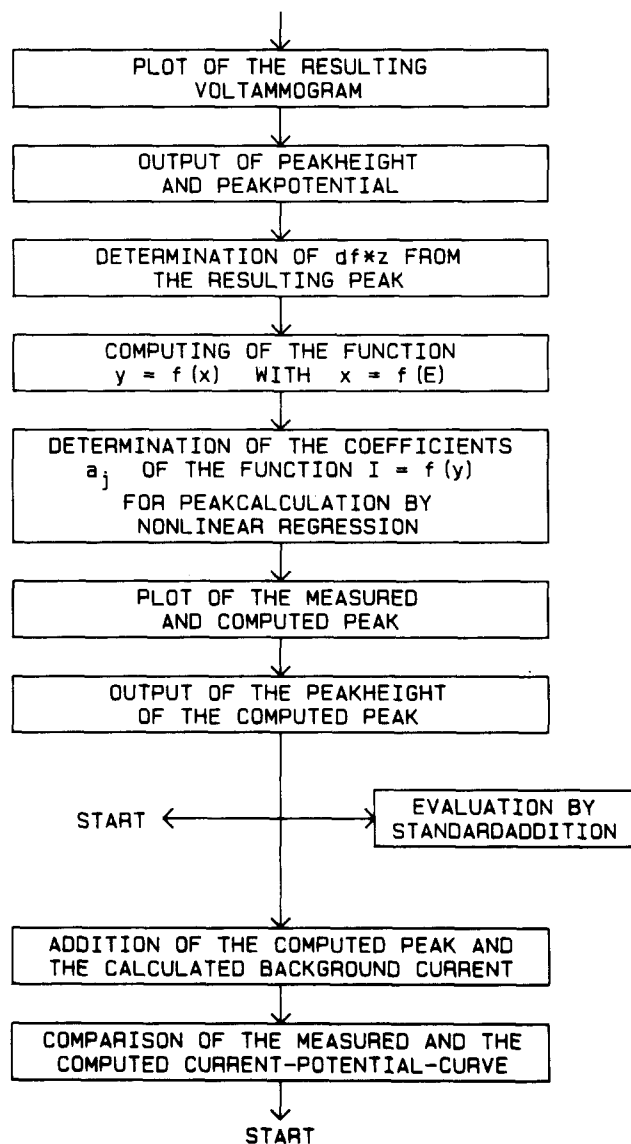 PLOT OF THE RESULTING
VOLTAMMOGRAM
OUTPUT OF PEAKHEIGHT
AND PEAKPOTENTIAL
DETERMINATION OF df*z FROM
THE RESULTING PEAK
COMPUTING OF THE FUNCTION
y = f(x) WITH x = f(E)
DETERMINATION OF THE COEFFICIENTS
aj OF THE FUNCTION I = f(y)
FOR PEAKCALCULATION BY
NONLINEAR REGRESSION
PLOT OF THE MEASURED
AND COMPUTED PEAK
OUTPUT OF THE PEAKHEIGHT
OF THE COMPUTED PEAK
START
EVALUATION BY
STANDARDADDITION
ADDITION OF THE COMPUTED PEAK AND
THE CALCULATED BACKGROUND CURRENT
COMPARISON OF THE MEASURED AND THE
COMPUTED CURRENT-POTENTIAL-CURVE
START